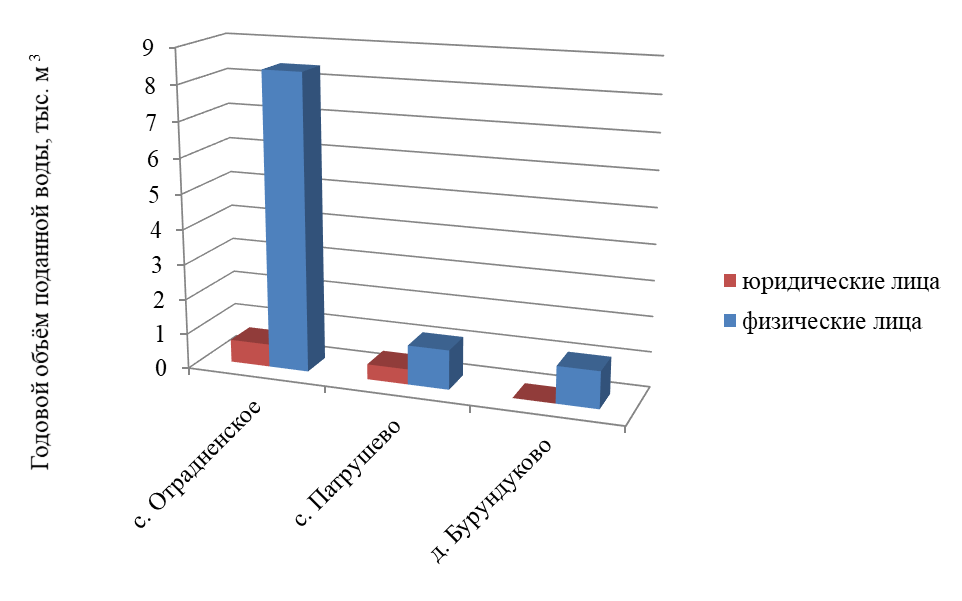 Годовой объём поданной воды, тыс. м 3
9
8
7
6
5
4
3
2
1
0
с. Отрадненское
с. Патрушево
д. Бурундуково
юридические лица
физические лица